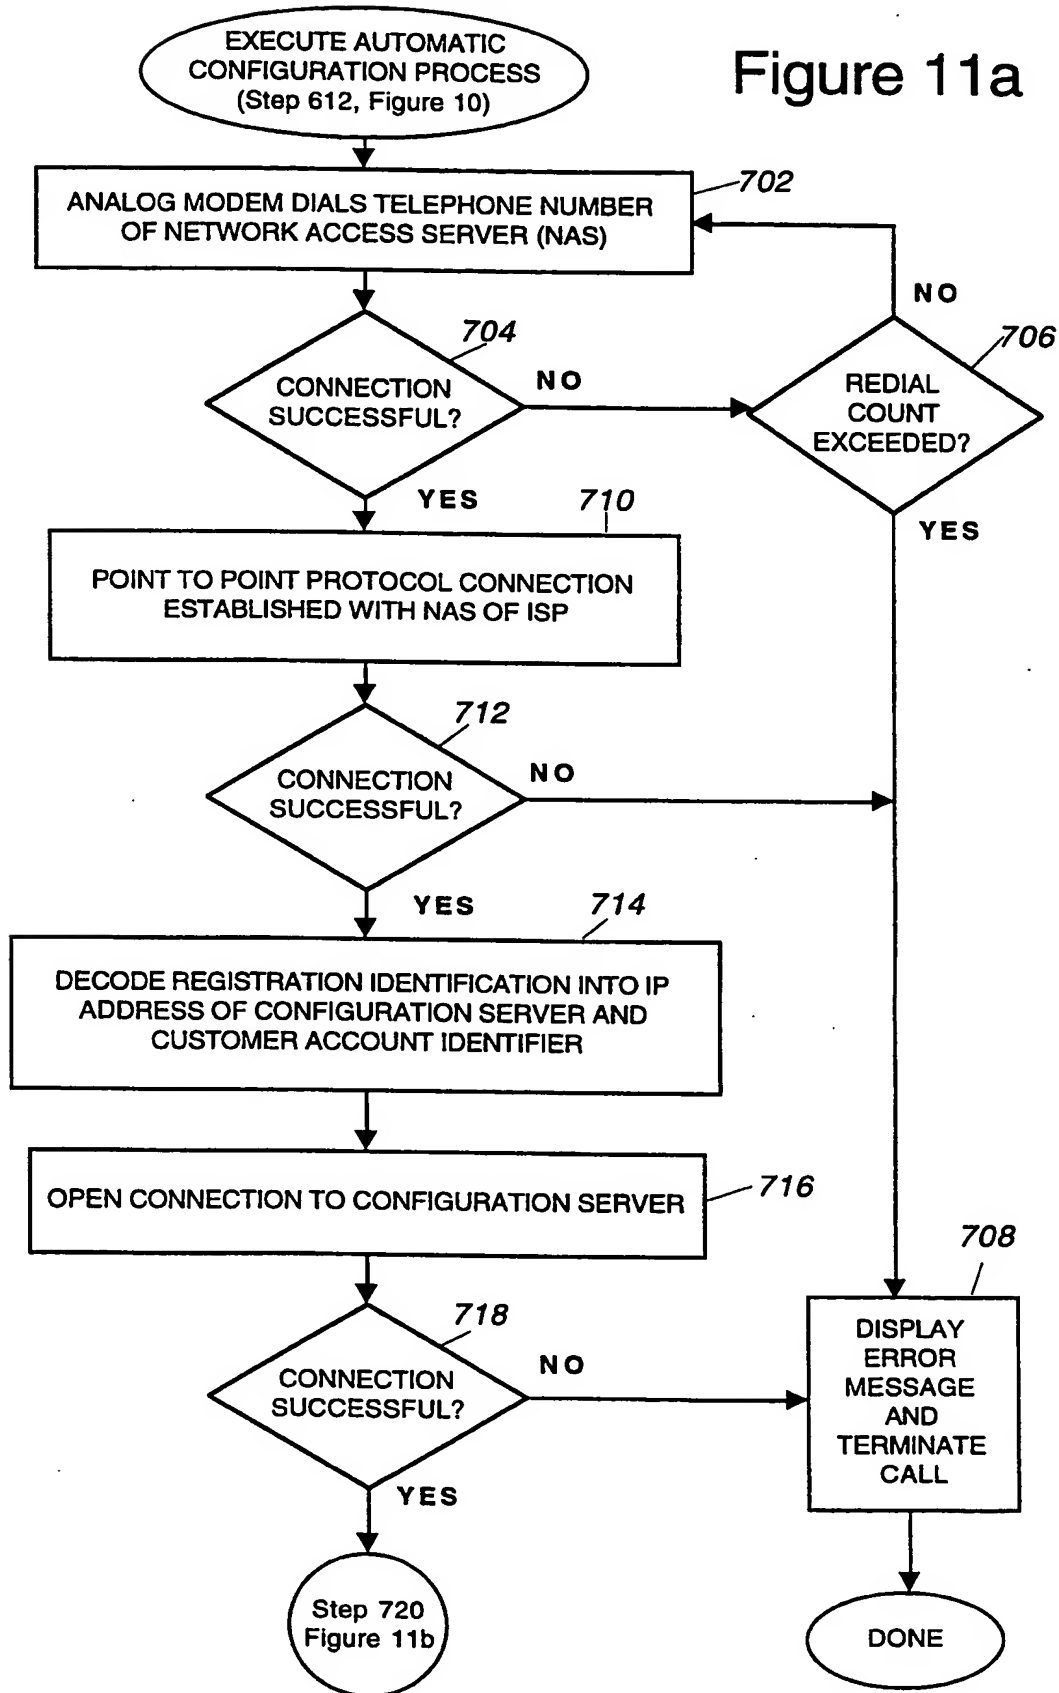 EXECUTE AUTOMATIC
CONFIGURATION PROCESS
(Step 612, Figure 10)
Figure 11a
702
ANALOG MODEM DIALS TELEPHONE NUMBER
OF NETWORK ACCESS SERVER (NAS)
NO
704
706
CONNECTION
SUCCESSFUL?
NO
REDIAL
COUNT
EXCEEDED?
YES
710
YES
POINT TO POINT PROTOCOL CONNECTION
ESTABLISHED WITH NAS OF ISP
712
CONNECTION
SUCCESSFUL?
NO
YES
714
DECODE REGISTRATION IDENTIFICATION INTO IP
ADDRESS OF CONFIGURATION SERVER AND
CUSTOMER ACCOUNT IDENTIFIER
OPEN CONNECTION TO CONFIGURATION SERVER
716
708
718
CONNECTION
SUCCESSFUL?
NO
DISPLAY
ERROR
MESSAGE
AND
TERMINATE
CALL
YES
Step 720
Figure 11b
DONE